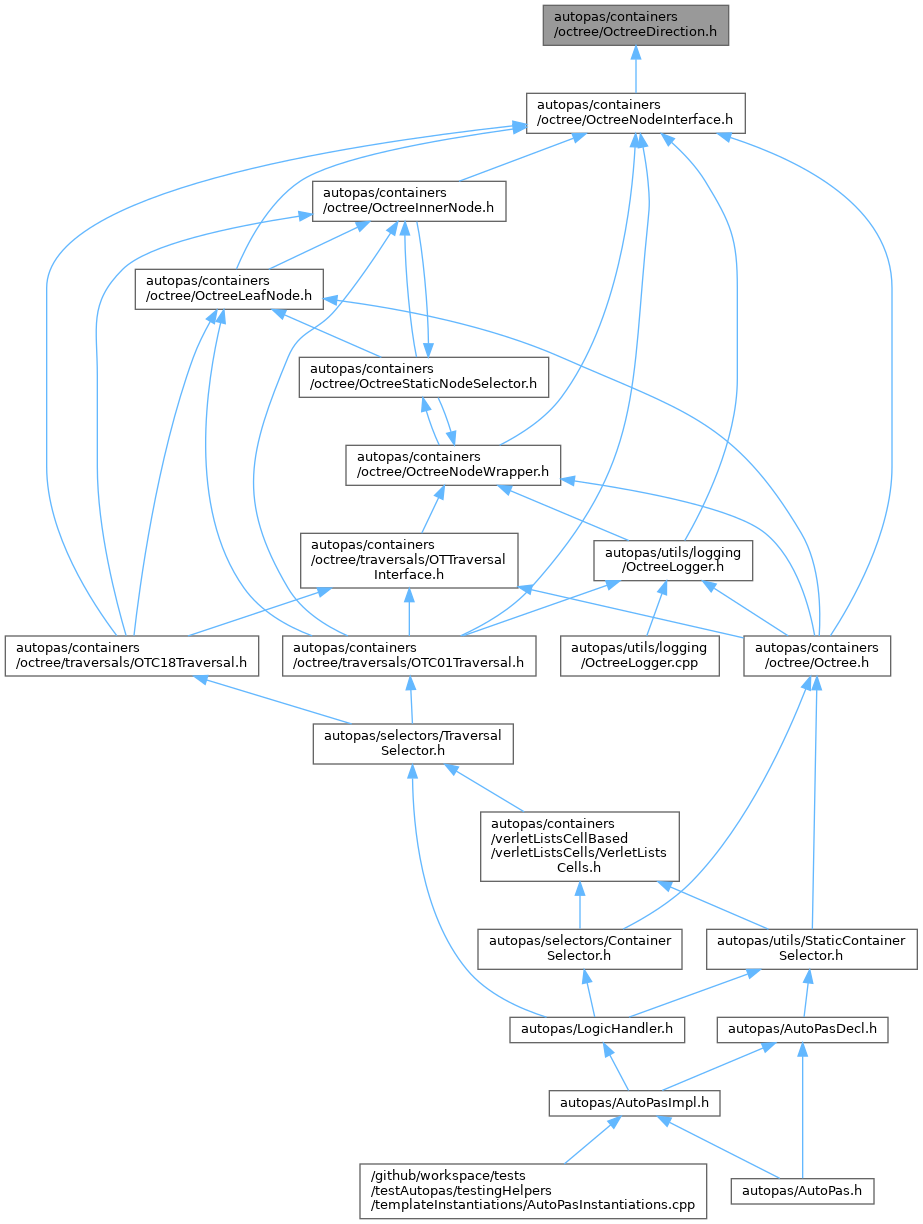 autopas/containers
/octree/OctreeDirection.h
autopas/containers
/octree/OctreeNodeInterface.h
autopas/containers
/octree/OctreeInnerNode.h
autopas/containers
/octree/OctreeLeafNode.h
autopas/containers
/octree/OctreeStaticNodeSelector.h
autopas/containers
/octree/OctreeNodeWrapper.h
autopas/containers
/octree/traversals/OTTraversal
Interface.h
autopas/utils/logging
/OctreeLogger.h
autopas/containers
/octree/traversals/OTC18Traversal.h
autopas/containers
/octree/traversals/OTC01Traversal.h
autopas/utils/logging
/OctreeLogger.cpp
autopas/containers
/octree/Octree.h
autopas/selectors/Traversal
Selector.h
autopas/containers
/verletListsCellBased
/verletListsCells/VerletLists
Cells.h
autopas/selectors/Container
Selector.h
autopas/utils/StaticContainer
Selector.h
autopas/LogicHandler.h
autopas/AutoPasDecl.h
autopas/AutoPasImpl.h
/github/workspace/tests
/testAutopas/testingHelpers
/templateInstantiations/AutoPasInstantiations.cpp
autopas/AutoPas.h